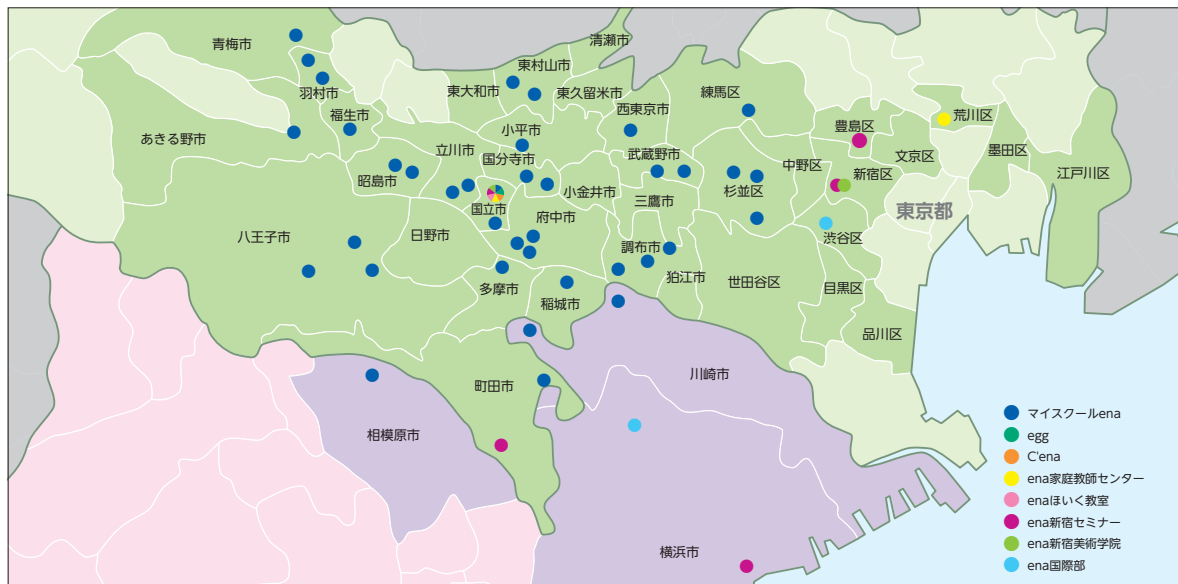 清瀬市
青梅市
東村山市
羽村市
東大和市
東久留米市
西東京市
練馬区
福生市
あきる野市
小平市
豊島区
荒川区
立川市
国分寺市
武蔵野市
文京区
墨田区
昭島市
中野区
新宿区
江戸川区
小金井市
杉並区
三鷹市
国立市
東京都
府中市
八王子市
日野市
渋谷区
調布市
狛江市
世田谷区
多摩市
稲城市
目黒区
品川区
川崎市
町田市
相模原市
横浜市
マイスクールena
egg
C'ena
ena家庭教師センター
enaほいく教室
ena新宿セミナー
ena新宿美術学院
ena国際部